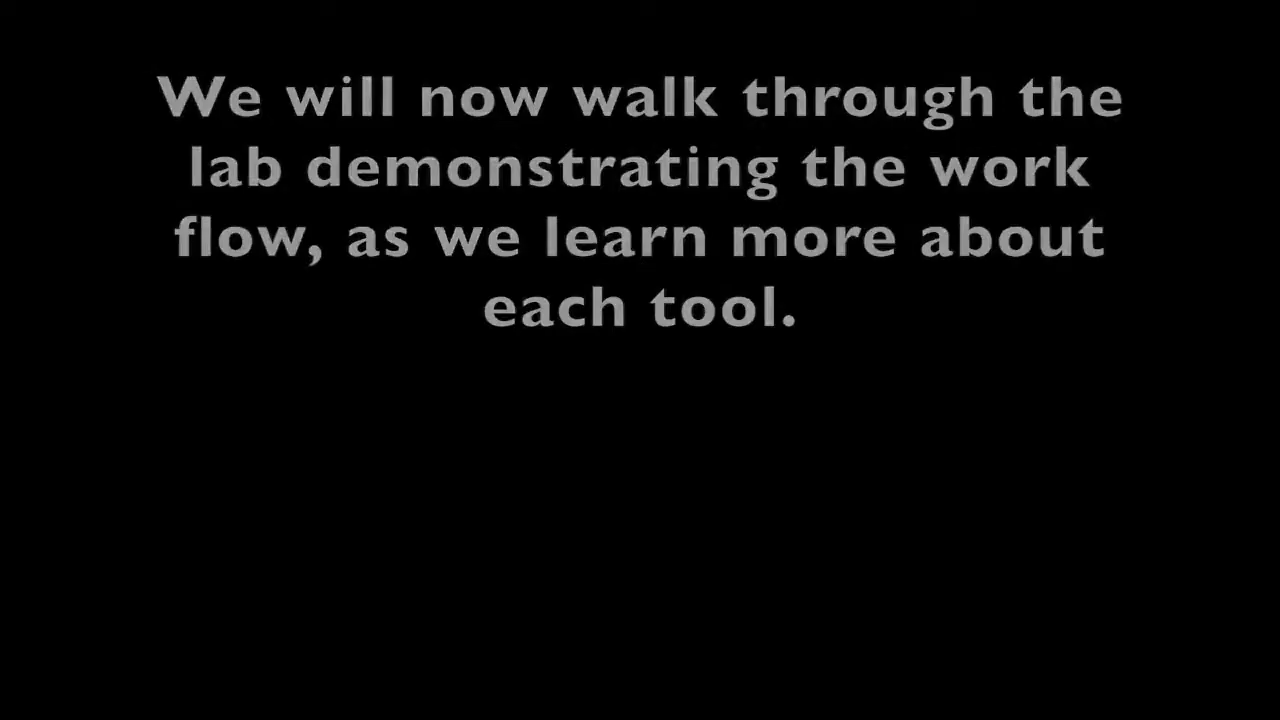 We will now walk through the
lab demonstrating the work
flow, as we learn more about
each tool.